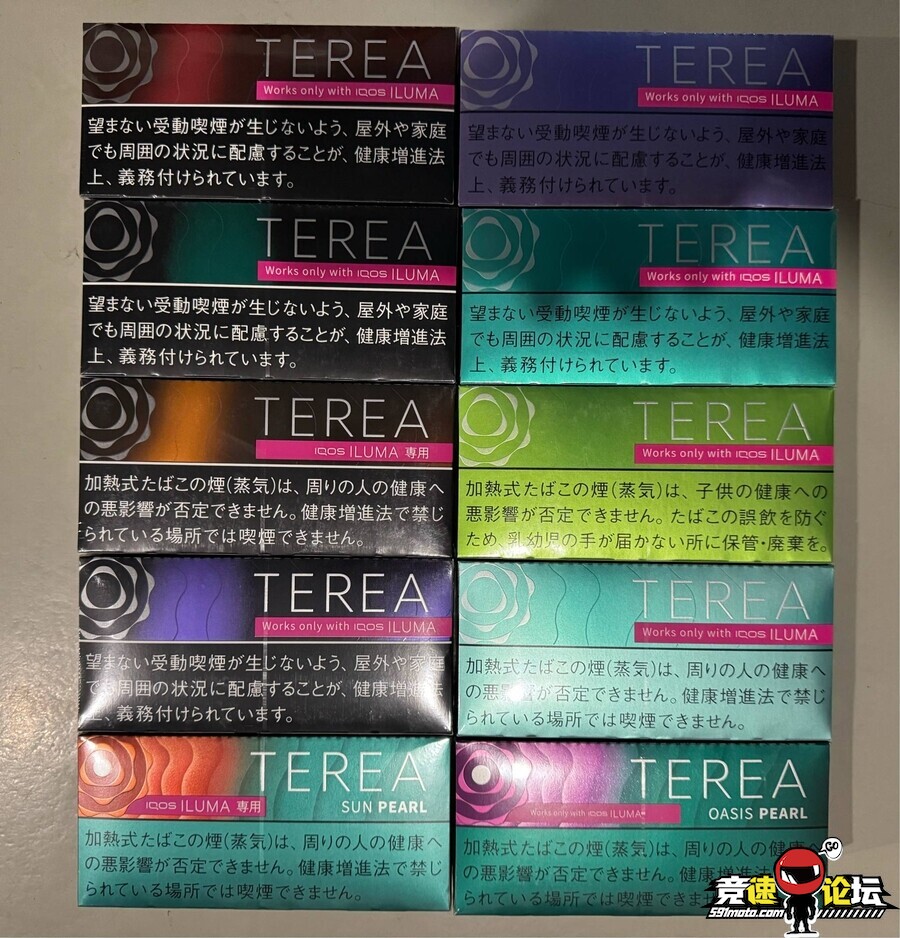 TEREA
Works only with IQOS ILUMA
望まない受動喫煙が生じないよう、屋外や家庭
でも周囲の状況に配慮することが、健康増進法
上、義務付けられています。
TEREA
Works only with IQOS ILUMA
望まない受動喫煙が生じないよう、屋外や家庭
でも周囲の状況に配慮することが、健康増進法
上、義務付けられています。
TEREA
Works only with IQOS ILUMA
望まない受動喫煙が生じないよう、屋外や家庭
でも周囲の状況に配慮することが、健康増進法
上、義務付けられています。
TEREA
Works only with IQOS ILUMA
望まない受動喫煙が生じないよう、屋外や家庭
でも周囲の状況に配慮することが、健康増進法
上、義務付けられています。
TEREA
IQOS ILUMA 専用
加熱式たばこの煙(蒸気)は、周りの人の健康へ
の悪影響が否定できません。健康増進法で禁じ
られている場所では喫煙できません。
TEREA
Works only with IQOS ILUMA
加熱式たばこの煙(蒸気)は、子供の健康への
悪影響が否定できません。たばこの誤飲を防ぐ
ため、乳幼児の手が届かない所に保管・廃棄を。
TEREA
Works only with IQOS ILUMA
望まない受動喫煙が生じないよう、屋外や家庭
でも周囲の状況に配慮することが、健康増進法
上、義務付けられています。
TEREA
Works only with IQOS ILUMA
加熱式たばこの煙(蒸気)は、周りの人の健康へ
の悪影響が否定できません。健康増進法で禁じ
られている場所では喫煙できません。
TEREA
IQOS ILUMA 専用
SUN PEARL
加熱式たばこの煙(蒸気)は、周りの人の健康へ
の悪影響が否定できません。健康増進法で禁じ
られている場所では喫煙できません。
TEREA
Works only with IQOS ILUMA
OASIS PEARL
加熱式たばこの煙(蒸気)は、周りの人の健康へ
の悪影響が否定できません。健康増進法
られている場所では喫煙できませ
GO
竞速论坛
591moto.com